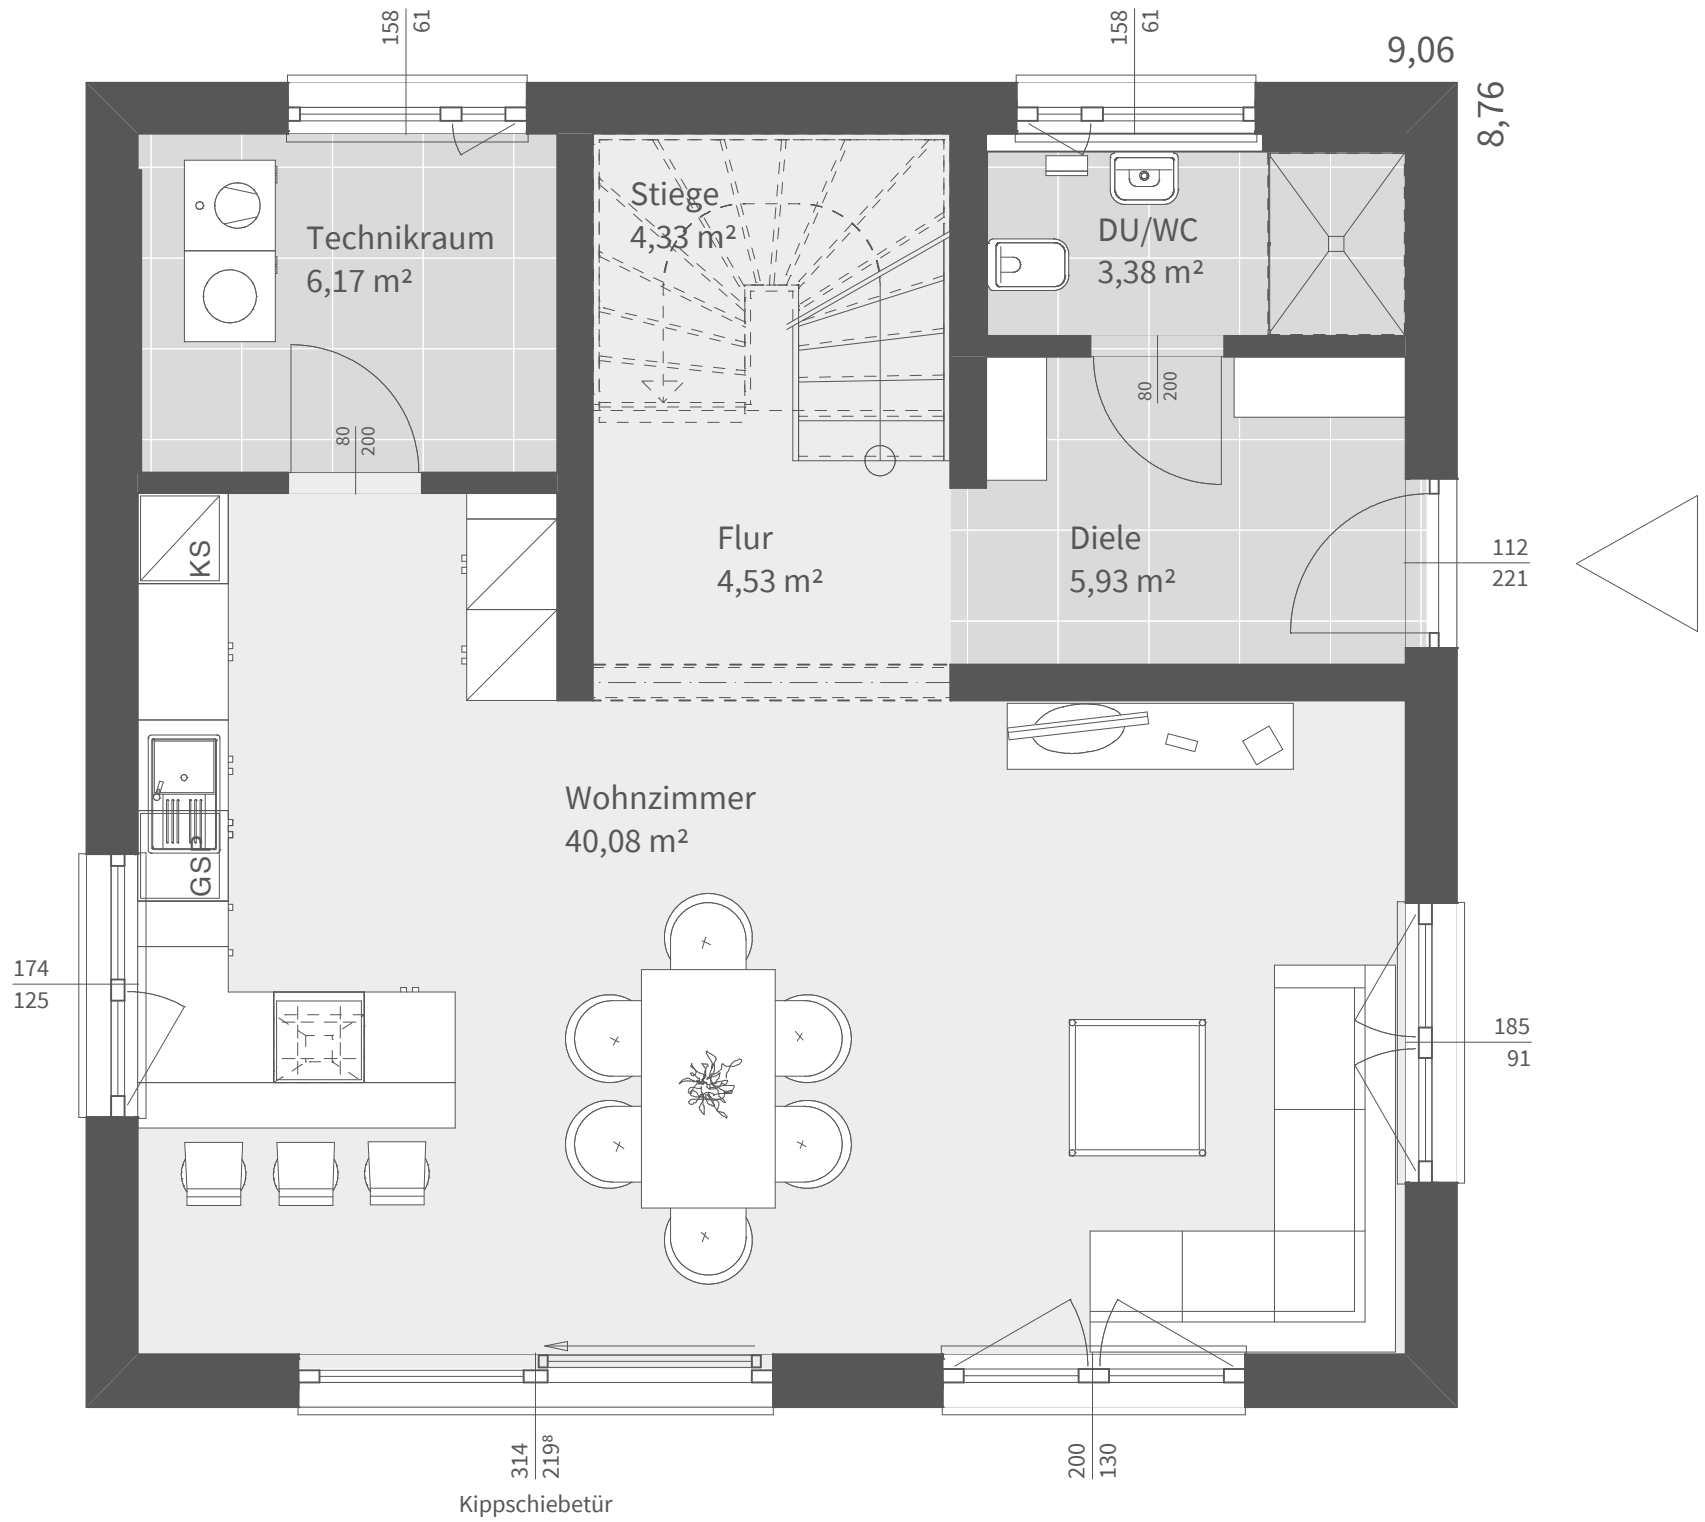 158
61
158
61
9,06
8,76
Stiege
4,33 m²
Technikraum
6,17 m²
DU/WC
3,38 m²
80
200
80
200
KS
Flur
4,53 m²
Diele
5,93 m²
112
221
Wohnzimmer
40,08 m²
GS
174
125
185
91
314
219⁸
200
130
Kippschiebetür